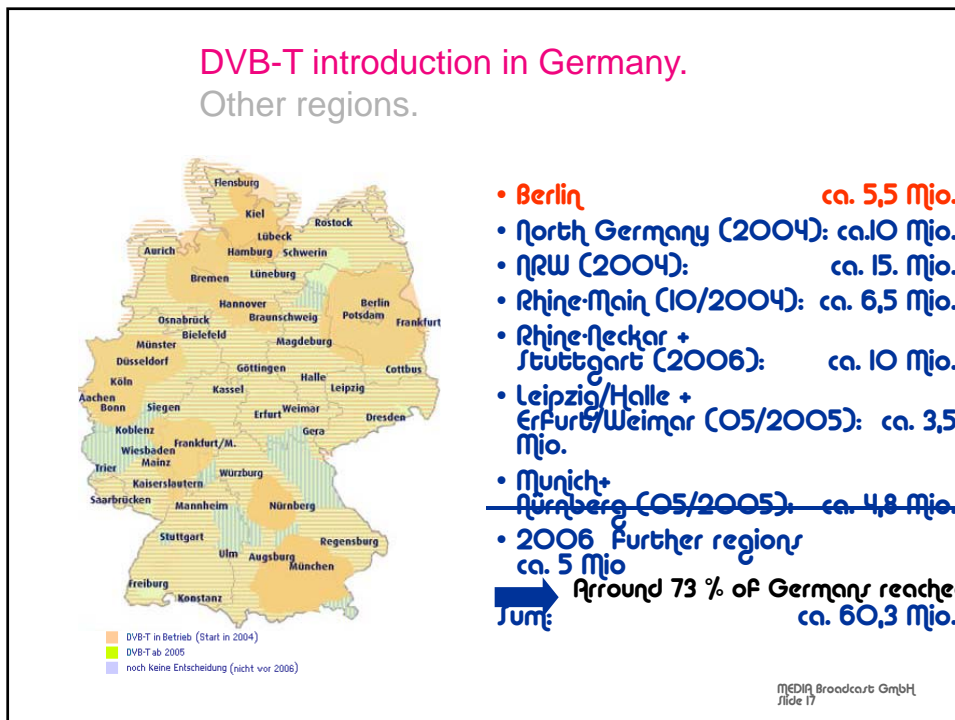 DVB-T introduction in Germany.
Other regions.
Flensburg
Kiel
Rostock
Lübeck
Aurich
Hamburg Schwerin
Bremen
Lüneburg
Hannover
Berlin
Osnabrück
Braunschweig
Potsdam
Frankfurt
Bielefeld
Münster
Magdeburg
Düsseldorf
Göttingen
Cottbus
Halle
Köln
Kassel
Leipzig
Aachen
Bonn
Siegen
Erfurt Weimar
Dresden
Koblenz
Gera
Frankfurt/M.
Wiesbaden
Trier
Mainz
Würzburg
Kaiserslautern
Saarbrücken
Mannheim
Nürnberg
Stuttgart
Regensburg
Ulm
Augsburg
München
Freiburg
Konstanz
DVB-T in Betrieb (Start in 2004)
DVB-T ab 2005
noch Keine Entscheidung (nicht vor 2006)
• Berlin ca. 5,5 Mio.
• North Germany (2004): ca.10 Mio.
• NRW (2004): ca. 15. Mio.
• Rhine-Main (10/2004): ca. 6,5 Mio.
• Rhine-Neckar +
Stuttgart (2006): ca. 10 Mio.
• Leipzig/Halle +
Erfurt/Weimar (05/2005): ca. 3,5
Mio.
• Munich+
Nürnberg (05/2005): ca. 4,8 Mio.
• 2006 Further regions
ca. 5 Mio
Arround 73 % of Germans reache
Sum: ca. 60,3 Mio.
MEDIA Broadcast GmbH
Slide 17